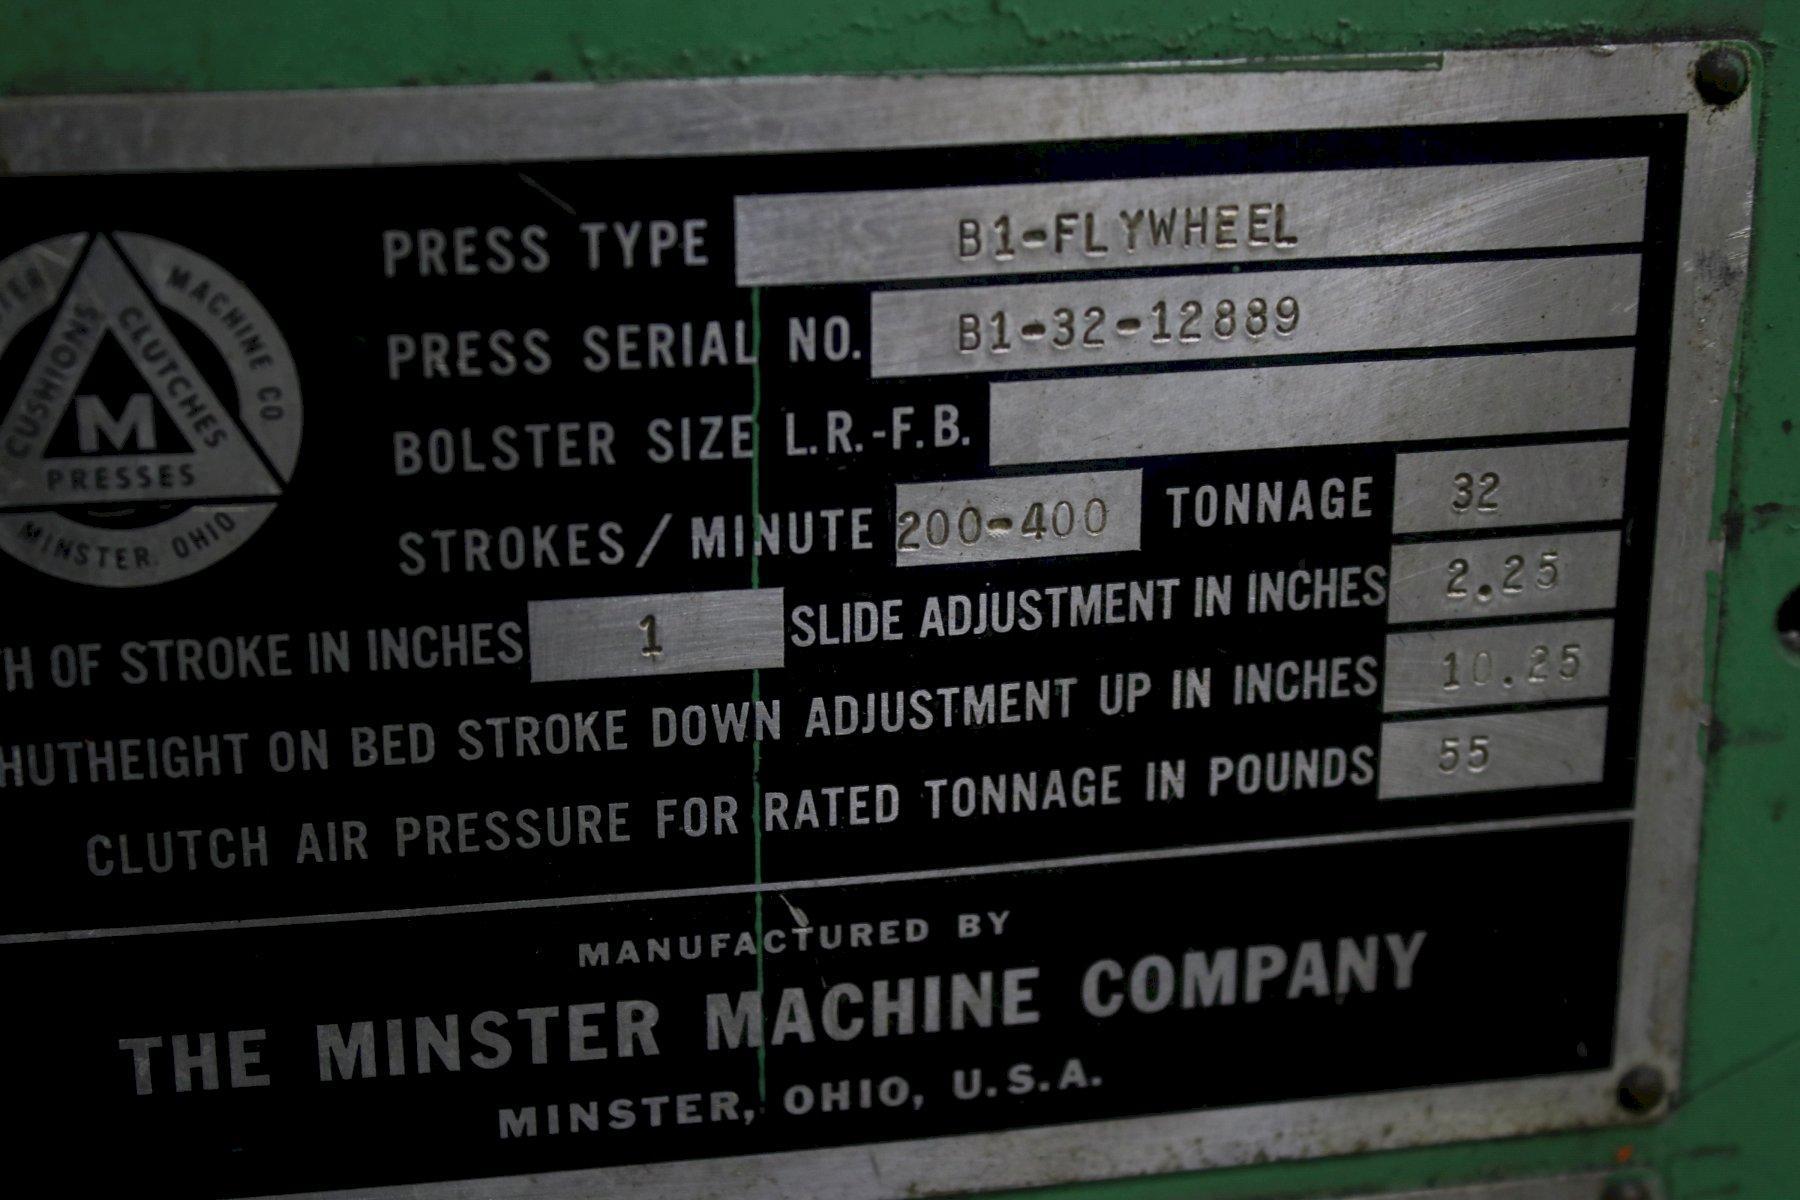 MACHINE CO
CUSHIONS CLUTCHES
M
PRESSES
MINSTER, OHIO
PRESS TYPE B1-FLYWHEEL
PRESS SERIAL NO. B1-32-12889
BOLSTER SIZE L.R.-F.B.
STROKES/MINUTE 200-400 TONNAGE 32
OF STROKE IN INCHES 1 SLIDE ADJUSTMENT IN INCHES 2.25
HUTHEIGHT ON BED STROKE DOWN ADJUSTMENT UP IN INCHES 10.25
CLUTCH AIR PRESSURE FOR RATED TONNAGE IN POUNDS 55
MANUFACTURED BY
THE MINSTER MACHINE COMPANY
MINSTER, OHIO, U.S.A.